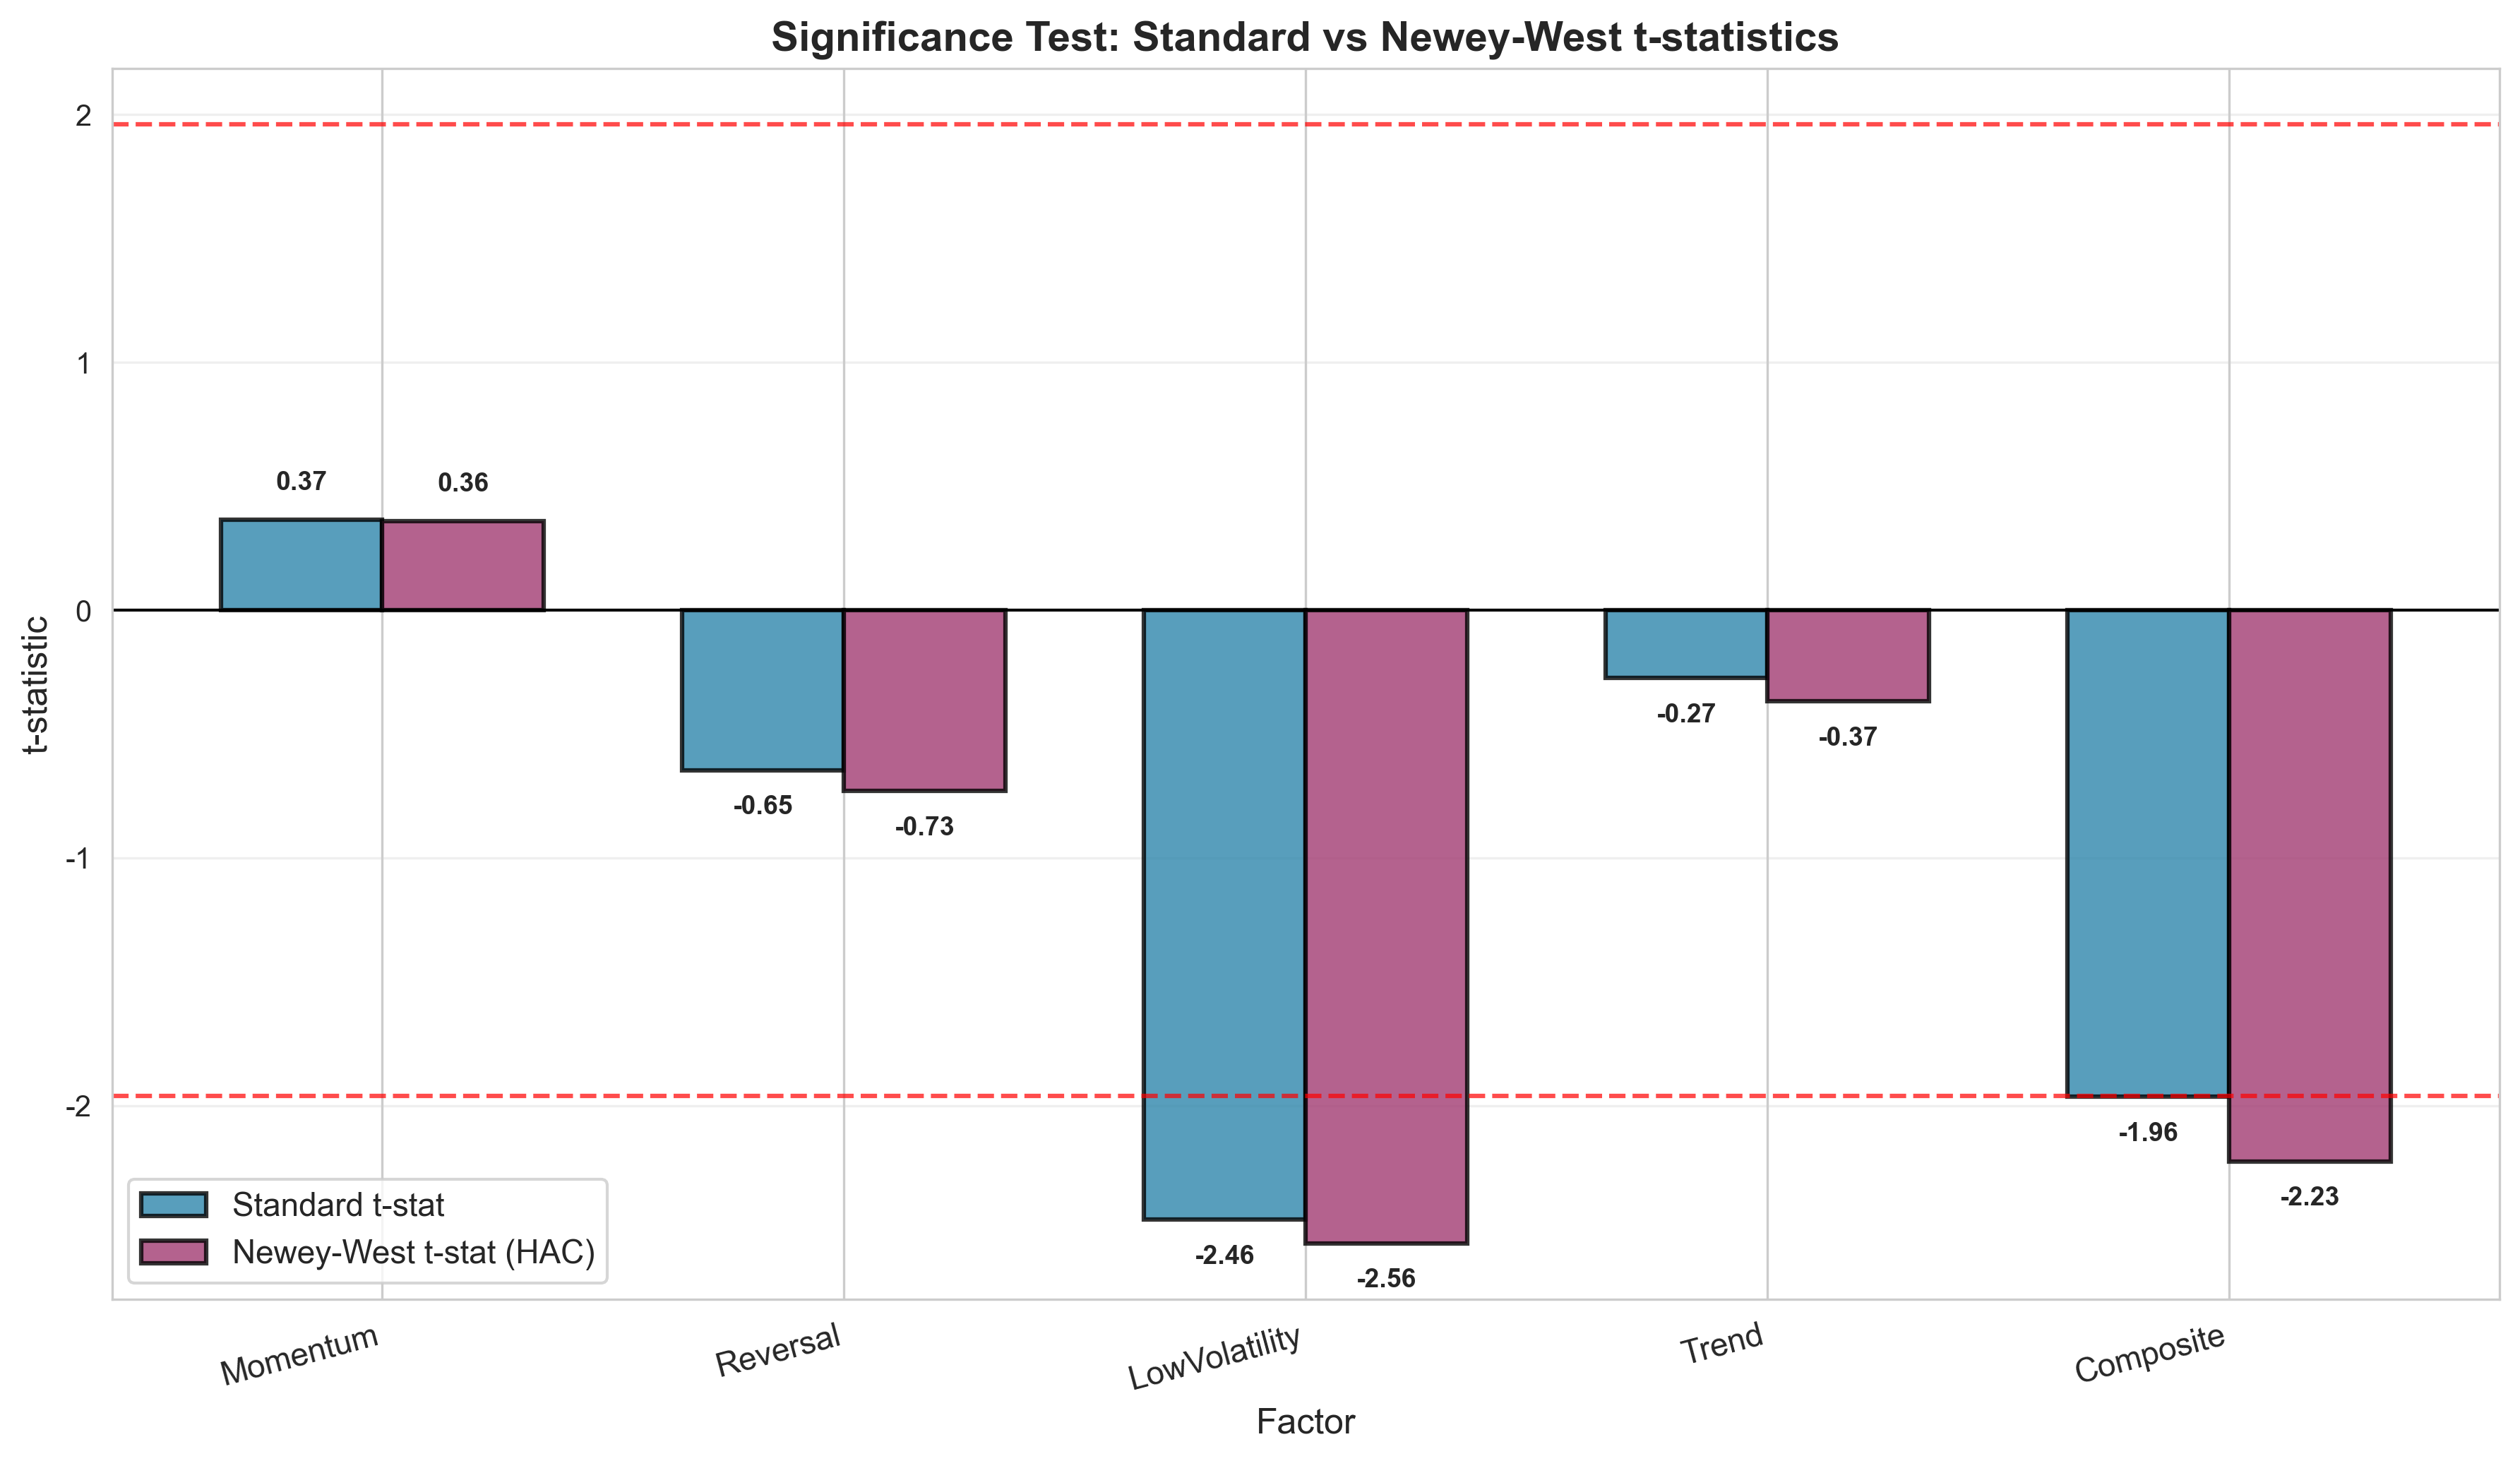 Significance Test: Standard vs Newey-West t-statistics
2
1
0
-1
-2
t-statistic
0.37
0.36
-0.65
-0.73
-2.46
-2.56
-0.27
-0.37
-1.96
-2.23
Standard t-stat
Newey-West t-stat (HAC)
Momentum
Reversal
LowVolatility
Trend
Composite
Factor